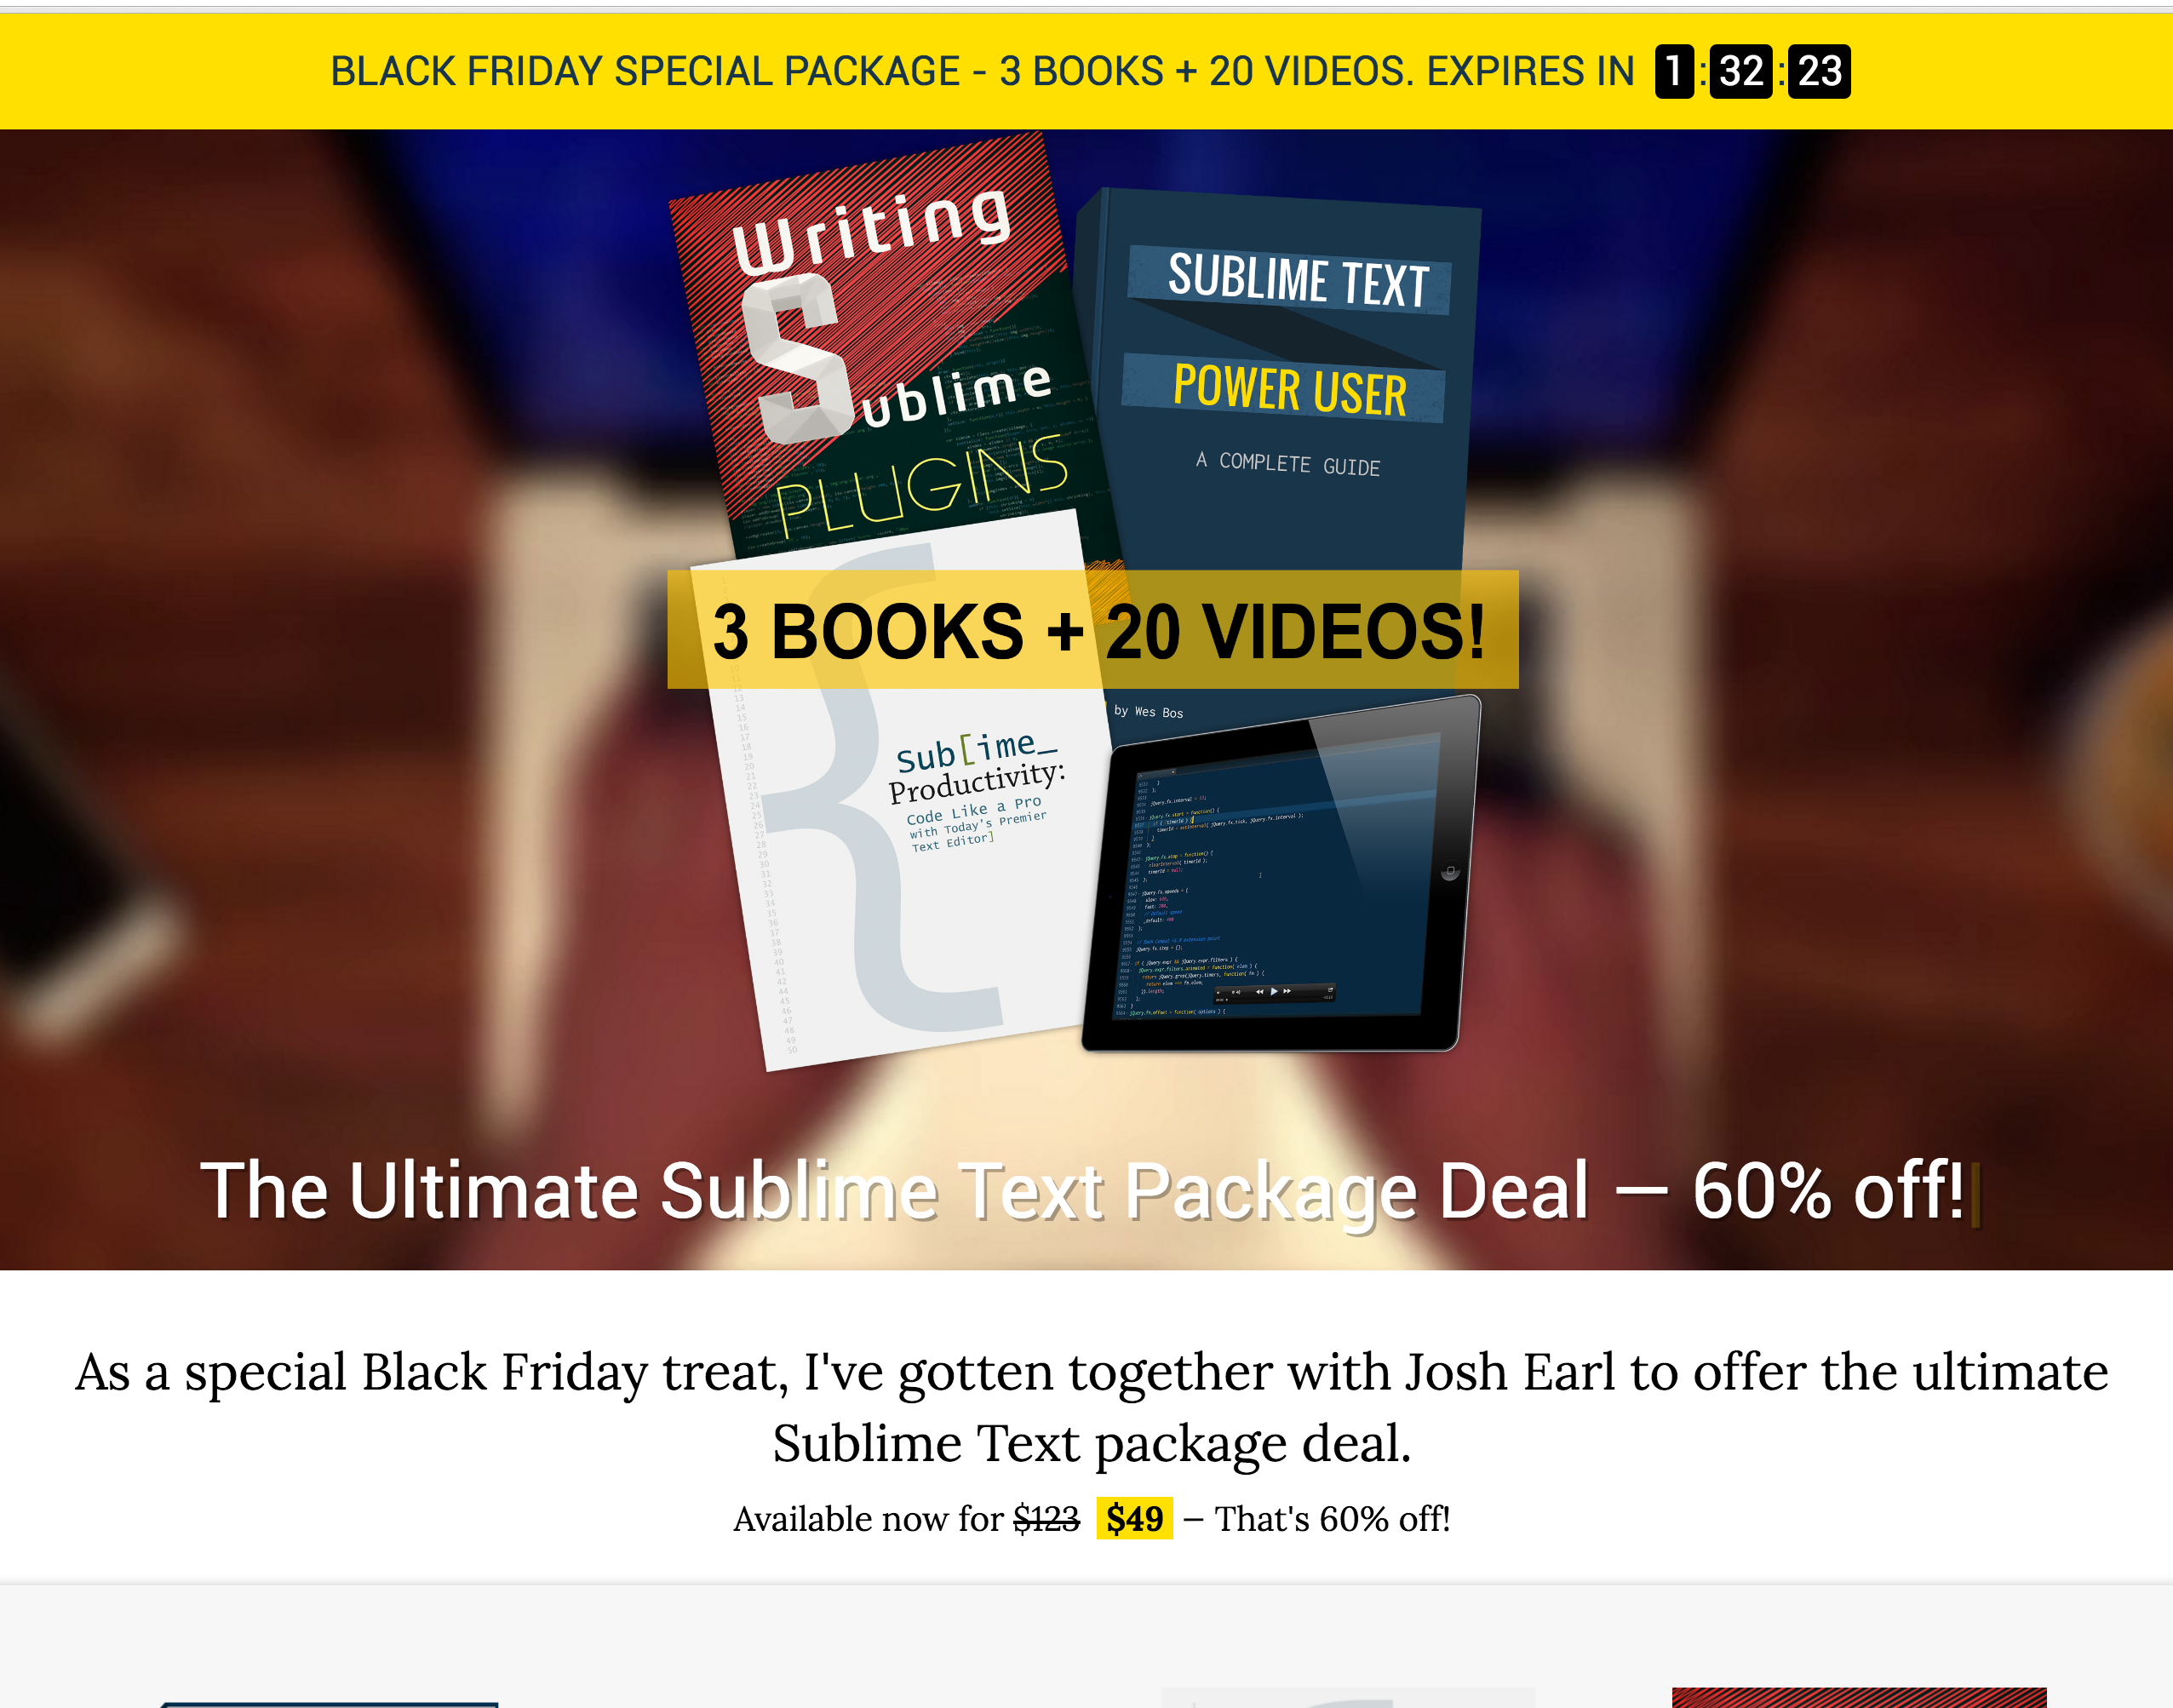 BLACK FRIDAY SPECIAL PACKAGE - 3 BOOKS + 20 VIDEOS. EXPIRES IN 1:32:23
Writing
Sublime
PLUGINS
SUBLIME TEXT
POWER USER
A COMPLETE GUIDE
3 BOOKS + 20 VIDEOS!
by Wes Bos
Sub[ime_
Productivity:
Code Like a Pro
with Today's Premier
Text Editor]
The Ultimate Sublime Text Package Deal — 60% off!
As a special Black Friday treat, I've gotten together with Josh Earl to offer the ultimate
Sublime Text package deal.
Available now for $123 $49 — That's 60% off!